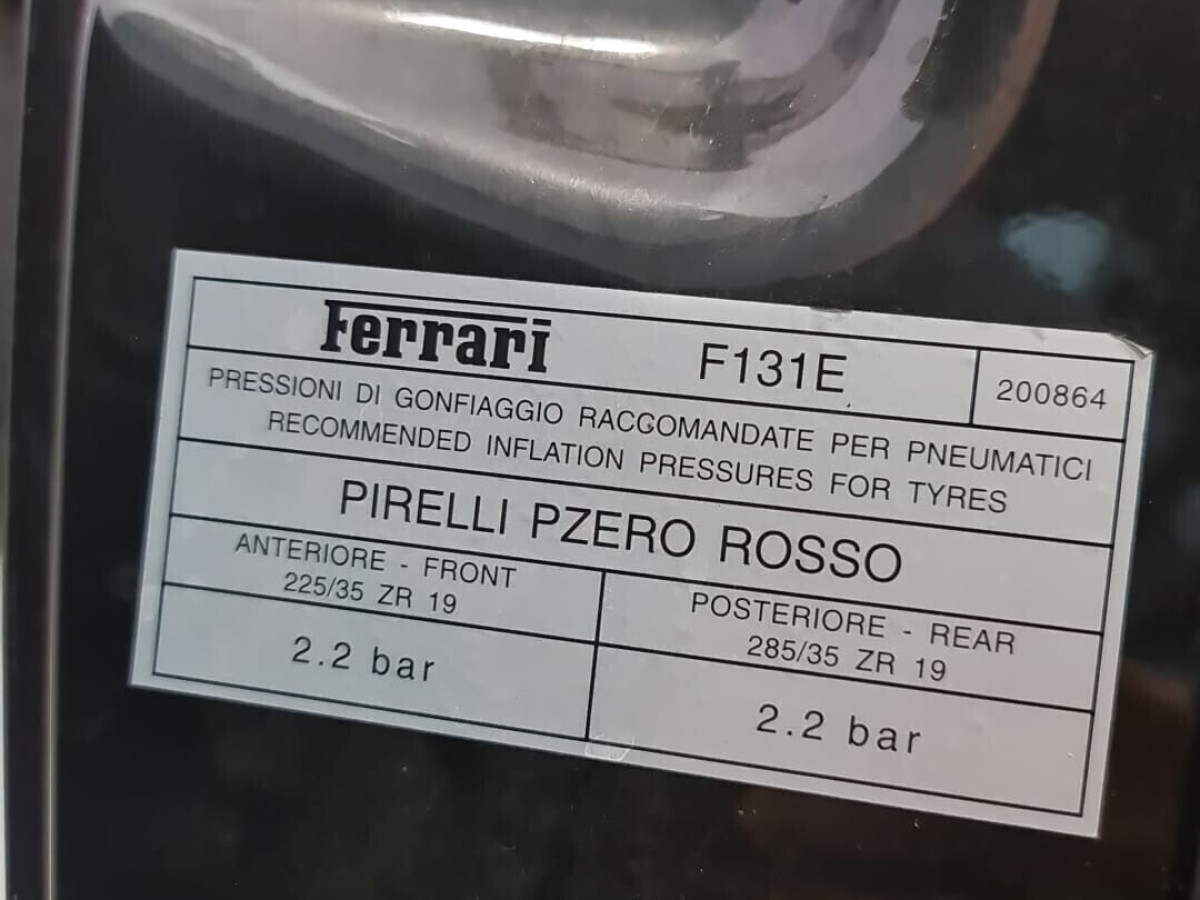 Ferrari F131E 200864
PRESSIONI DI GONFIAGGIO RACCOMANDATE PER PNEUMATICI
RECOMMENDED INFLATION PRESSURES FOR TYRES
PIRELLI PZERO ROSSO
ANTERIORE - FRONT
225/35 ZR 19
2.2 bar
POSTERIORE - REAR
285/35 ZR 19
2.2 bar